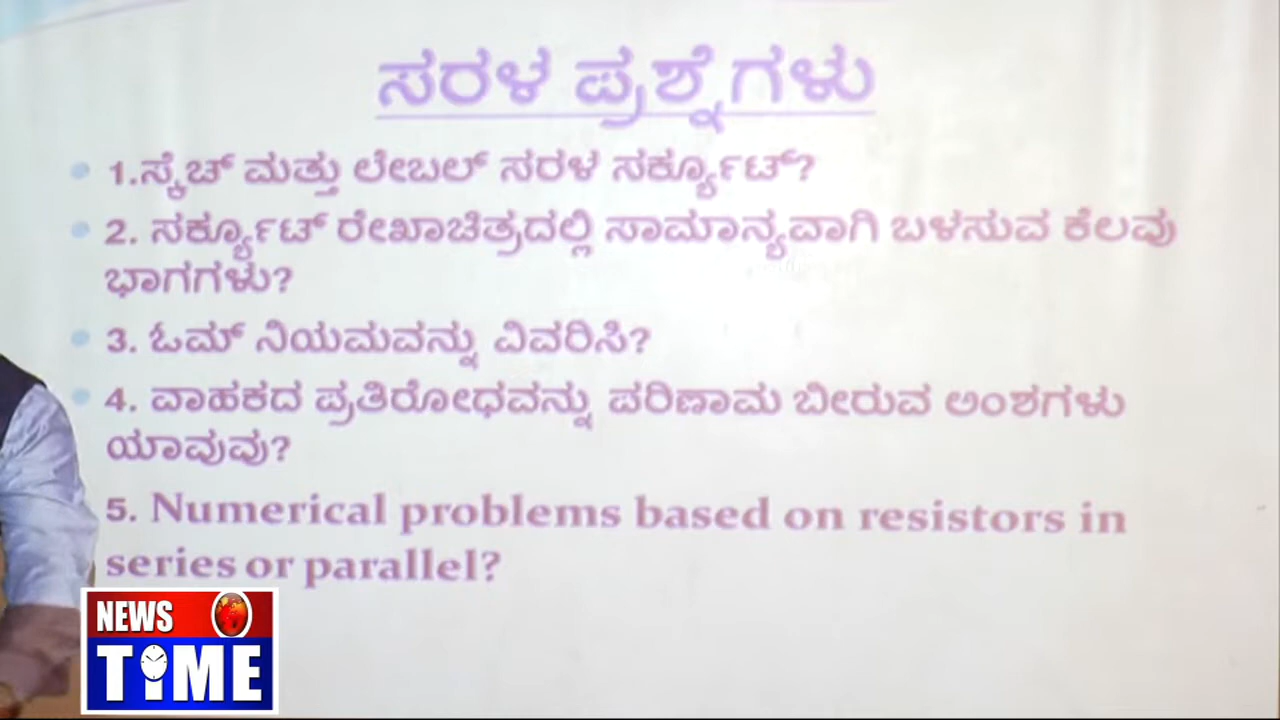 ಸರಳ ಪ್ರಶ್ನೆಗಳು
1.ಸ್ಕೆಚ್ ಮತ್ತು ಲೇಬಲ್ ಸರಳ ಸರ್ಕ್ಯೂಟ್?
2. ಸರ್ಕ್ಯೂಟ್ ರೇಖಾಚಿತ್ರದಲ್ಲಿ ಸಾಮಾನ್ಯವಾಗಿ ಬಳಸುವ ಕೆಲವು
ಭಾಗಗಳು?
3. ಓಮ್ ನಿಯಮವನ್ನು ವಿವರಿಸಿ?
4. ವಾಹಕದ ಪ್ರತಿರೋಧವನ್ನು ಪರಿಣಾಮ ಬೀರುವ ಅಂಶಗಳು
ಯಾವುವು?
5. Numerical problems based on resistors in
series or parallel?
NEWS
TIME